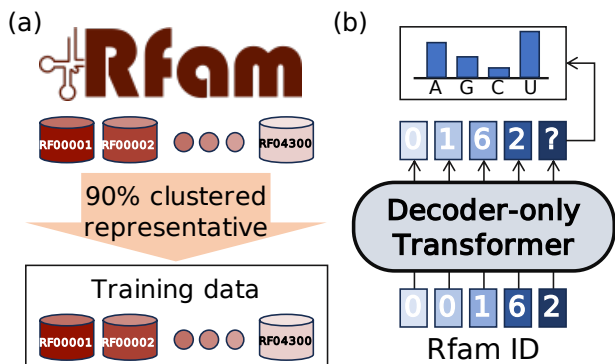 (a)
Rfam
RF00001 RF00002 RF04300
90% clustered
representative
Training data
RF00001 RF00002 RF04300
(b)
A G C U
0 1 6 2 ?
Decoder-only
Transformer
0 0 1 6 2
Rfam ID